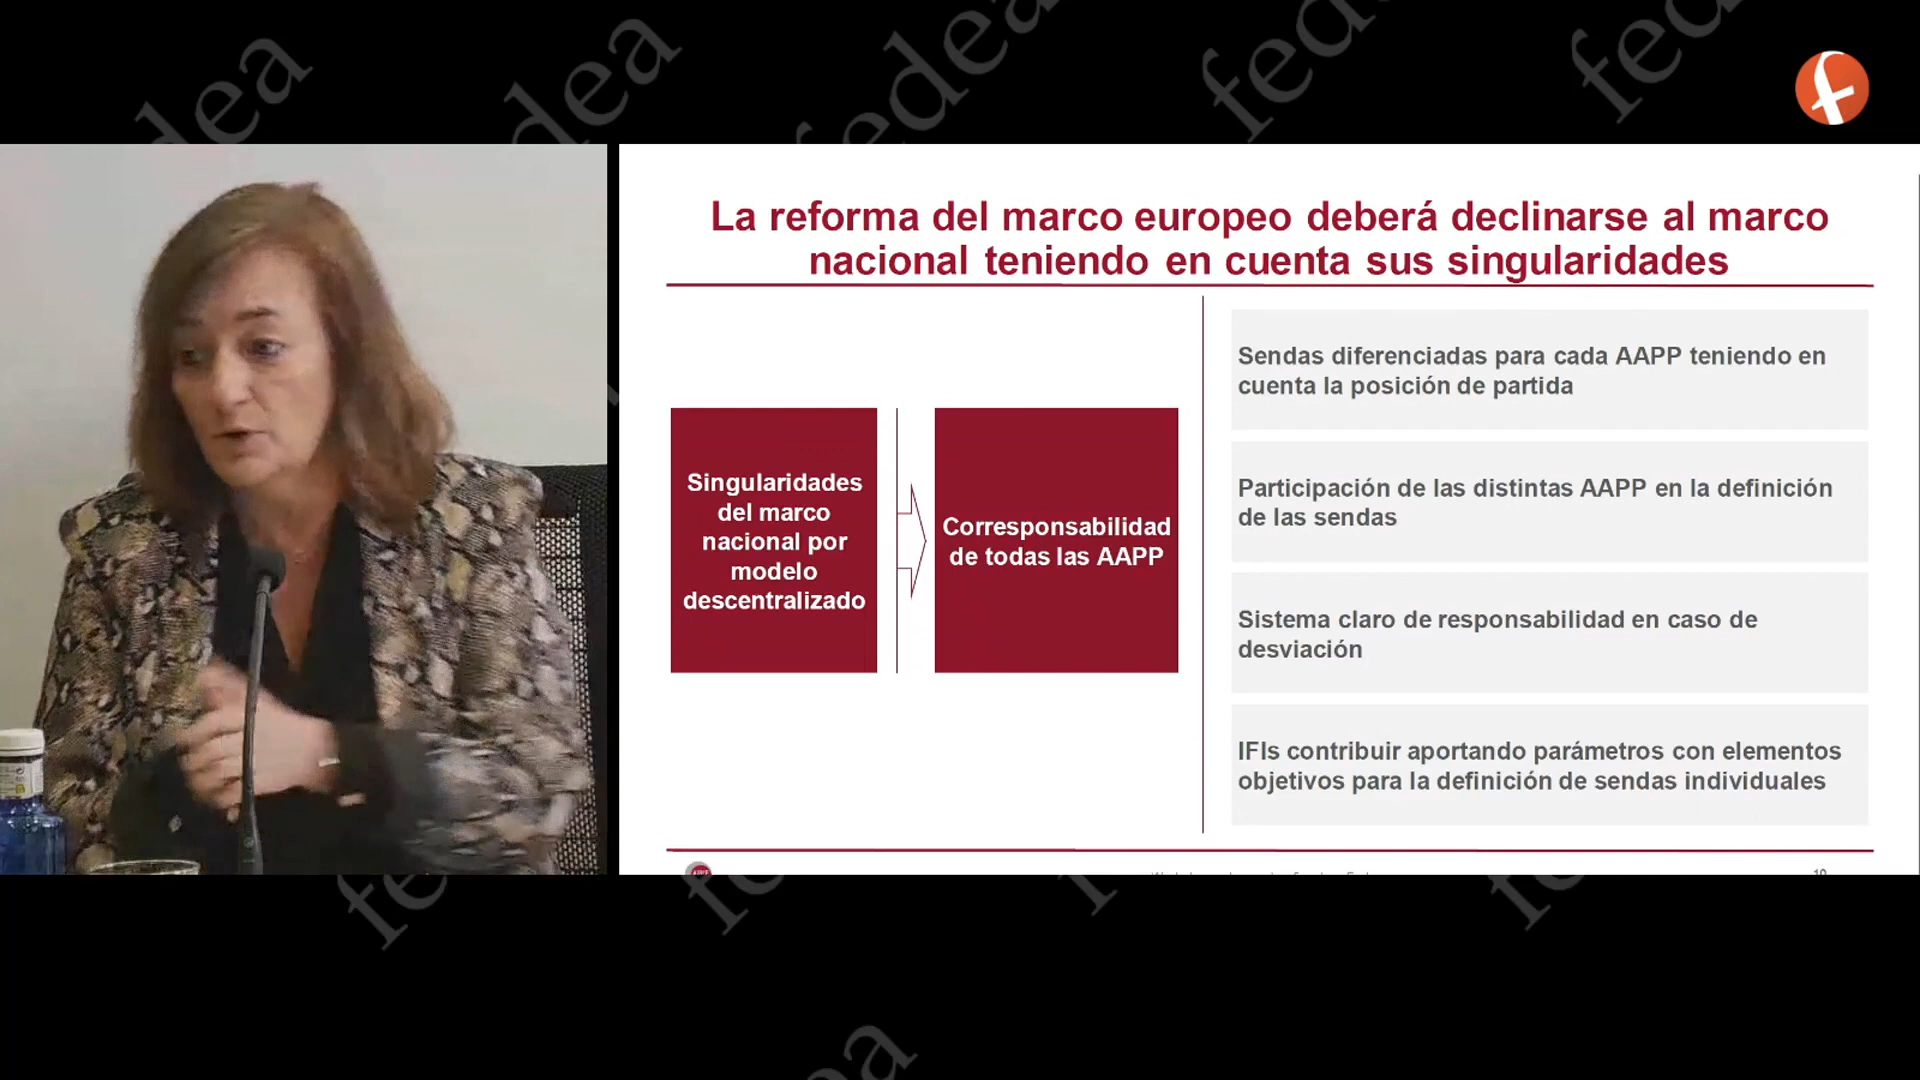 fedea
fedea
fedea
La reforma del marco europeo deberá declinarse al marco
nacional teniendo en cuenta sus singularidades
Singularidades
del marco
nacional por
modelo
descentralizado
Corresponsabilidad
de todas las AAPP
Sendas diferenciadas para cada AAPP teniendo en
cuenta la posición de partida
Participación de las distintas AAPP en la definición
de las sendas
Sistema claro de responsabilidad en caso de
desviación
IFIs contribuir aportando parámetros con elementos
objetivos para la definición de sendas individuales